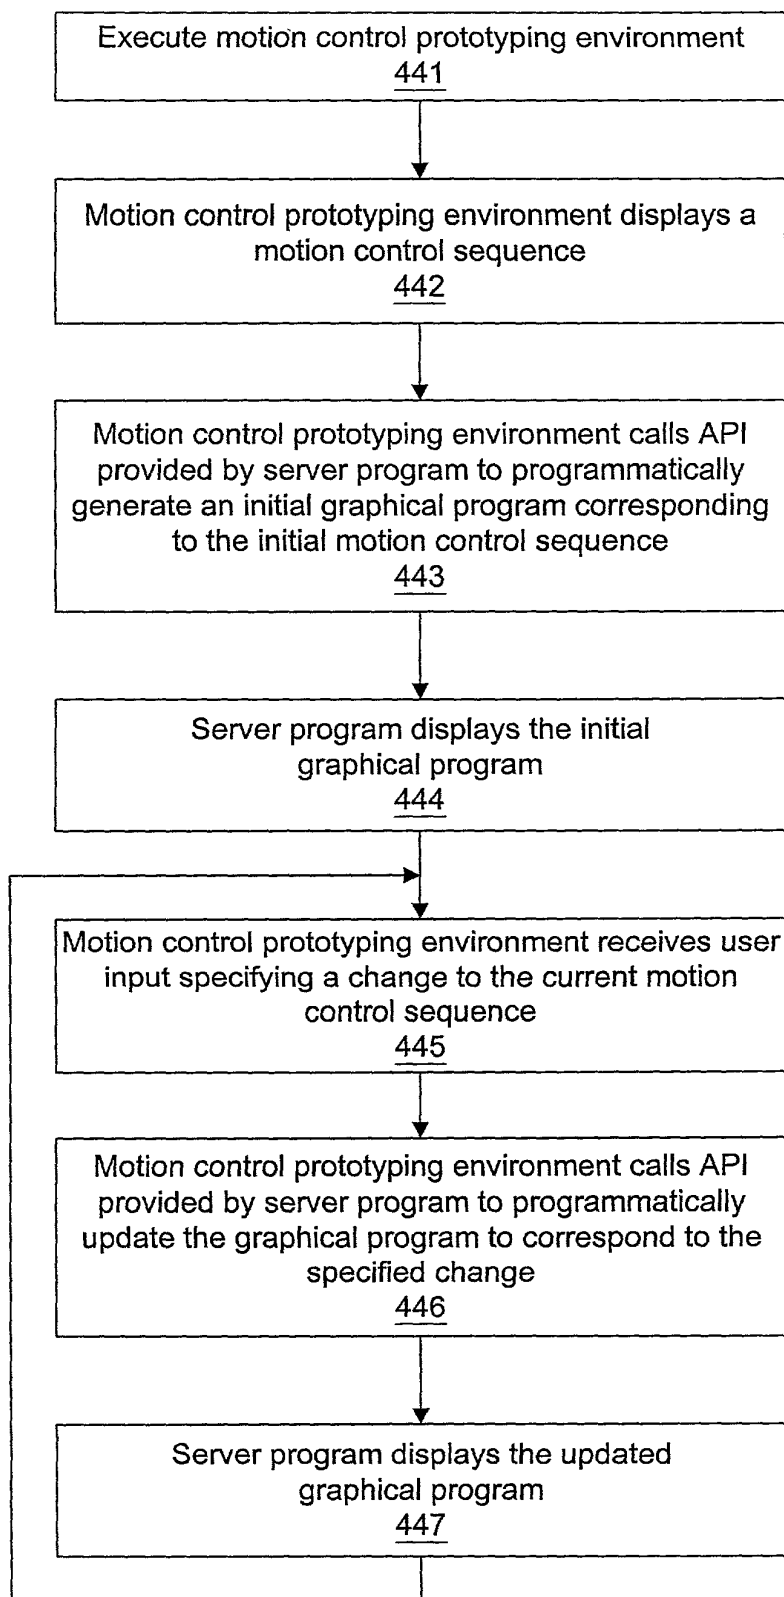 Execute motion control prototyping environment
441
Motion control prototyping environment displays a
motion control sequence
442
Motion control prototyping environment calls API
provided by server program to programmatically
generate an initial graphical program corresponding
to the initial motion control sequence
443
Server program displays the initial
graphical program
444
Motion control prototyping environment receives user
input specifying a change to the current motion
control sequence
445
Motion control prototyping environment calls API
provided by server program to programmatically
update the graphical program to correspond to the
specified change
446
Server program displays the updated
graphical program
447